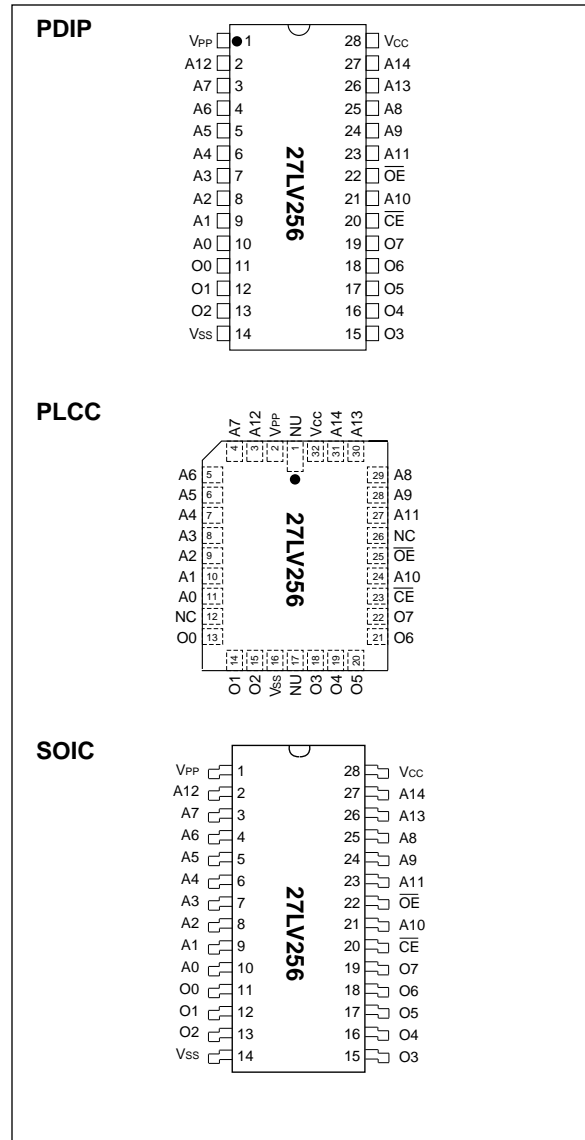 PDIP
VPP 1 28 VCC
A12 2 27 A14
A7 3 26 A13
A6 4 25 A8
A5 5 24 A9
A4 6 23 A11
A3 7 22 OE
A2 8 21 A10
A1 9 20 CE
A0 10 19 O7
O0 11 18 O6
O1 12 17 O5
O2 13 16 O4
VSS 14 15 O3
27LV256
PLCC
A7 A12 VPP NU VCC A14 A13
4 3 2 1 32 31 30
A6 5 29 A8
A5 6 28 A9
A4 7 27 A11
A3 8 26 NC
A2 9 25 OE
A1 10 24 A10
A0 11 23 CE
NC 12 22 O7
O0 13 21 O6
27LV256
14 15 16 17 18 19 20
O1 O2 VSS NU O3 O4 O5
SOIC
VPP 1 28 VCC
A12 2 27 A14
A7 3 26 A13
A6 4 25 A8
A5 5 24 A9
A4 6 23 A11
A3 7 22 OE
A2 8 21 A10
A1 9 20 CE
A0 10 19 O7
O0 11 18 O6
O1 12 17 O5
O2 13 16 O4
VSS 14 15 O3
27LV256